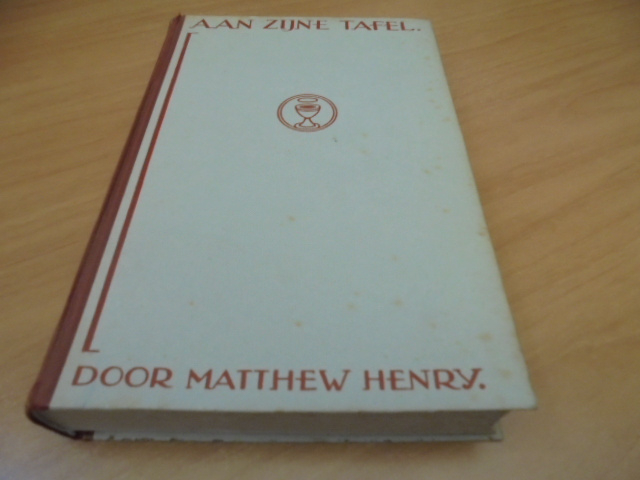 AAN ZIJNE TAFEL.
DOOR MATTHEW HENRY.